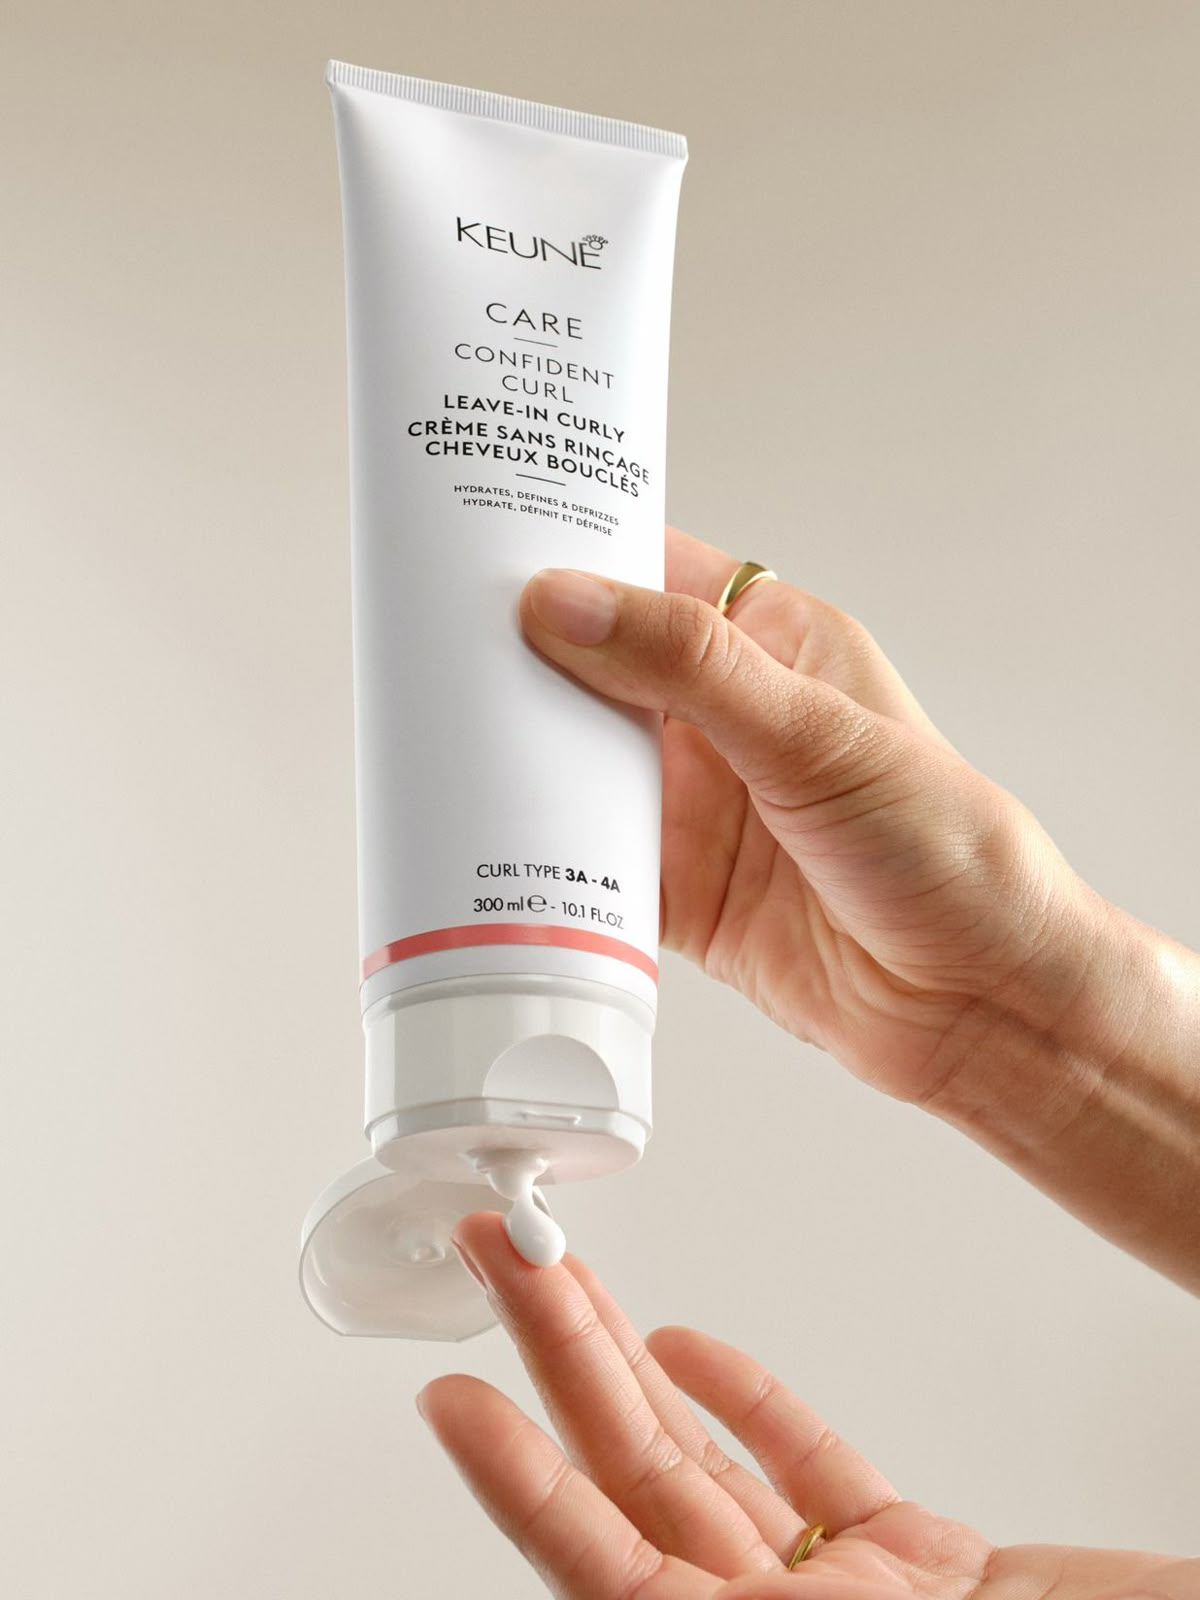 KEUNE
CARE
CONFIDENT
CURL
LEAVE-IN CURLY
CRÈME SANS RINÇAGE
CHEVEUX BOUCLÉS
HYDRATES, DEFINES & DEFRIZZES
HYDRATE, DÉFINIT ET DÉFRISE
CURL TYPE 3A - 4A
300 ml ℮ - 10.1 FL.OZ